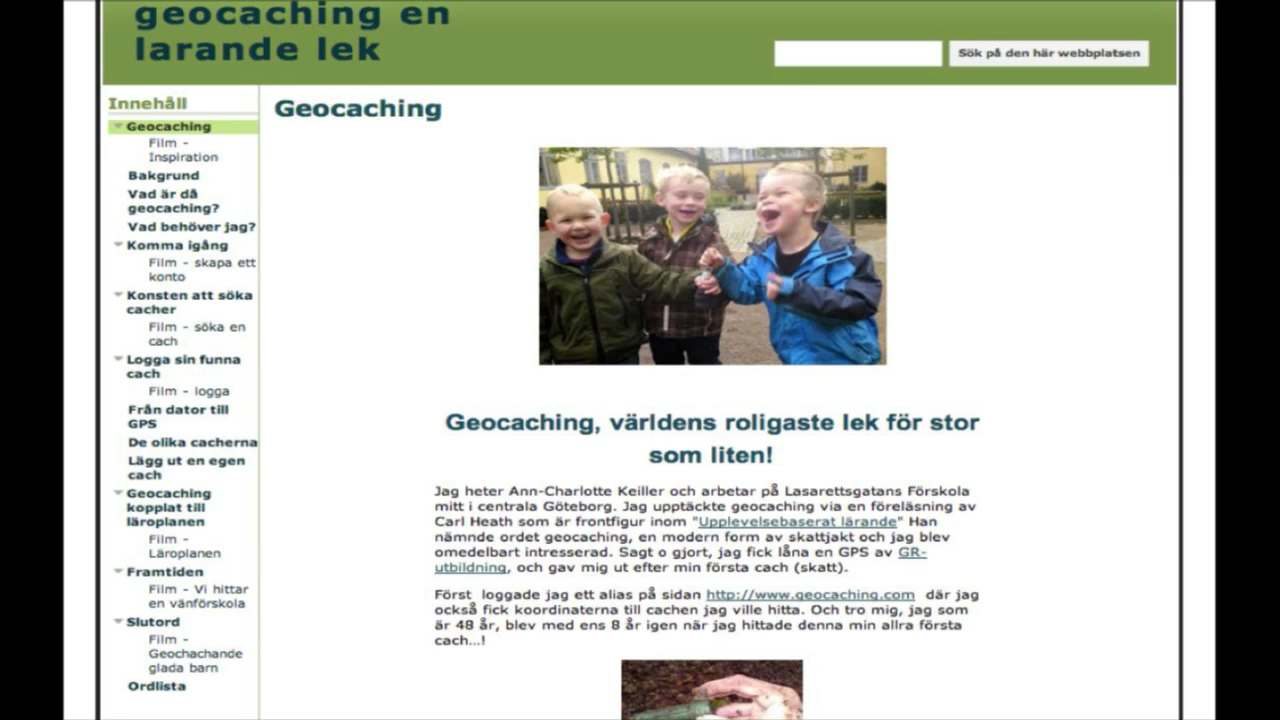 geocaching en
larande lek
Sök på den här webbplatsen
Innehåll
Geocaching
Film -
Inspiration
Bakgrund
Vad är då
geocaching?
Vad behöver jag?
Komma igång
Film - skapa ett
konto
Konsten att söka
cacher
Film - söka en
cach
Logga sin funna
cach
Film - logga
Från dator till
GPS
De olika cacherna
Lägg ut en egen
cach
Geocaching
kopplat till
läroplanen
Film -
Läroplanen
Framtiden
Film - Vi hittar
en vänförskola
Slutord
Film -
Geochachande
glada barn
Ordlista
Geocaching
Geocaching, världens roligaste lek för stor
som liten!
Jag heter Ann-Charlotte Keiller och arbetar på Lasarettsgatans Förskola
mitt i centrala Göteborg. Jag upptäckte geocaching via en föreläsning av
Carl Heath som är frontfigur inom "Upplevelsebaserat lärande" Han
nämnde ordet geocaching, en modern form av skattjakt och jag blev
omedelbart intresserad. Sagt o gjort, jag fick låna en GPS av GR-
utbildning, och gav mig ut efter min första cach (skatt).
Först loggade jag ett alias på sidan http://www.geocaching.com där jag
också fick koordinaterna till cachen jag ville hitta. Och tro mig, jag som
är 48 år, blev med ens 8 år igen när jag hittade denna min allra första
cach...!